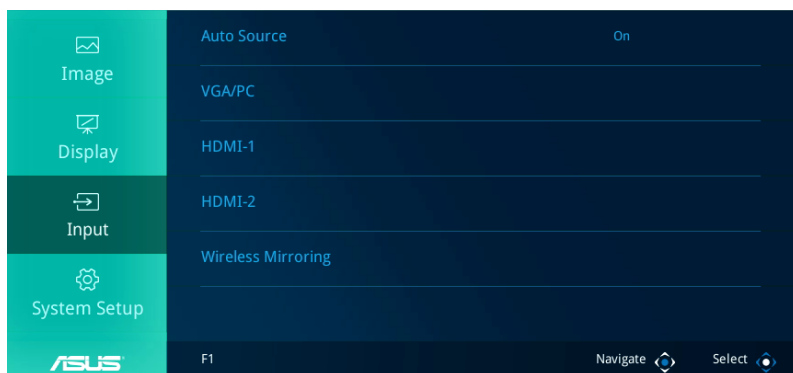 Image
Display
Input
System Setup
ASUS
Auto Source On
VGA/PC
HDMI-1
HDMI-2
Wireless Mirroring
F1 Navigate Select